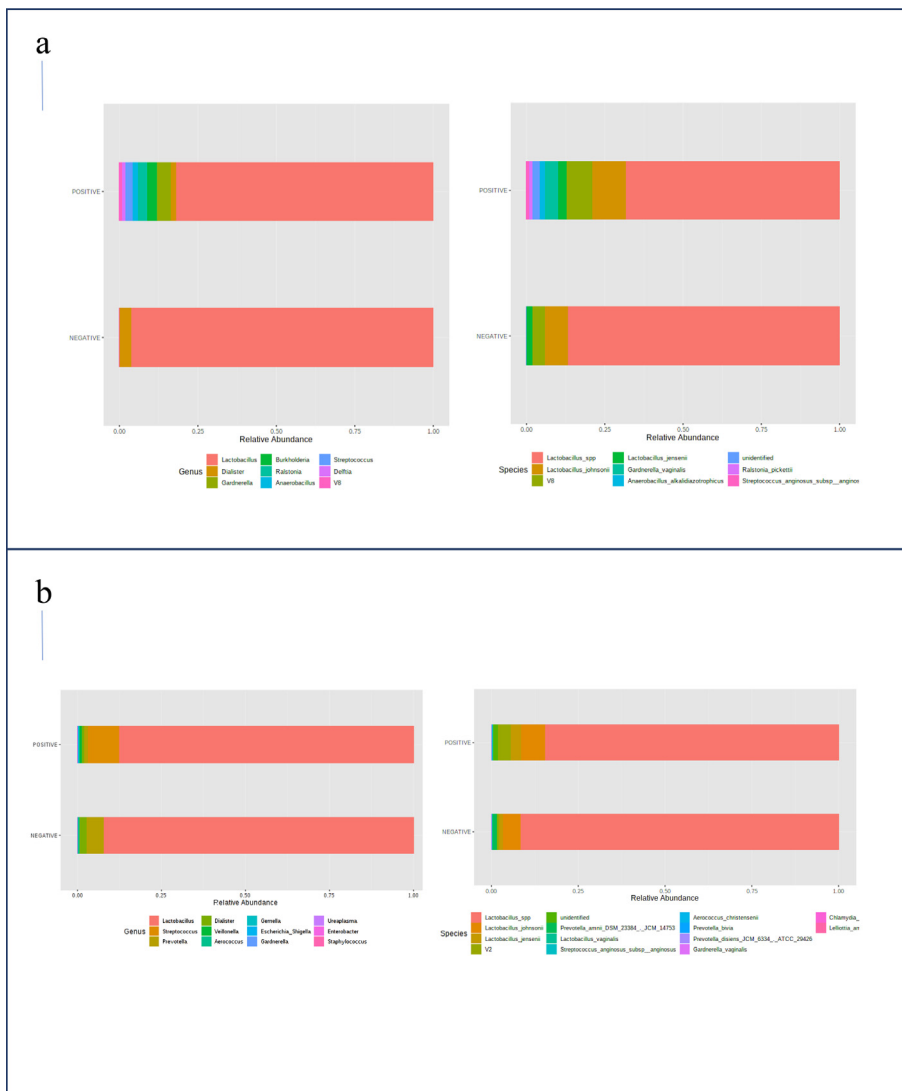 a
POSITIVE
NEGATIVE
0.00 0.25 0.50 0.75 1.00
Relative Abundance
Genus
Lactobacillus Burkholderia Streptococcus
Dialister Ralstonia Delftia
Gardnerella Anaerobacillus V8
POSITIVE
NEGATIVE
0.00 0.25 0.50 0.75 1.00
Relative Abundance
Species
Lactobacillus_spp Lactobacillus_jensenii unidentified
Lactobacillus_johnsonii Gardnerella_vaginalis Ralstonia_pickettii
V8 Anaerobacillus_alkalidiazotrophicus Streptococcus_anginosus_subsp__anginos
b
POSITIVE
NEGATIVE
0.00 0.25 0.50 0.75 1.00
Relative Abundance
Genus
Lactobacillus Dialister Gemella Ureaplasma
Streptococcus Veillonella Escherichia_Shigella Enterobacter
Prevotella Aerococcus Gardnerella Staphylococcus
POSITIVE
NEGATIVE
0.00 0.25 0.50 0.75 1.00
Relative Abundance
Species
Lactobacillus_spp unidentified Aerococcus_christensenii Chlamydia_
Lactobacillus_johnsonii Prevotella_amni_DSM_23384_._JCM_14753 Prevotella_bivia Lelliottia_am
Lactobacillus_jensenii Lactobacillus_vaginalis Prevotella_disiens_JCM_6334_._ATCC_29426
V2 Streptococcus_anginosus_subsp__anginosus Gardnerella_vaginalis